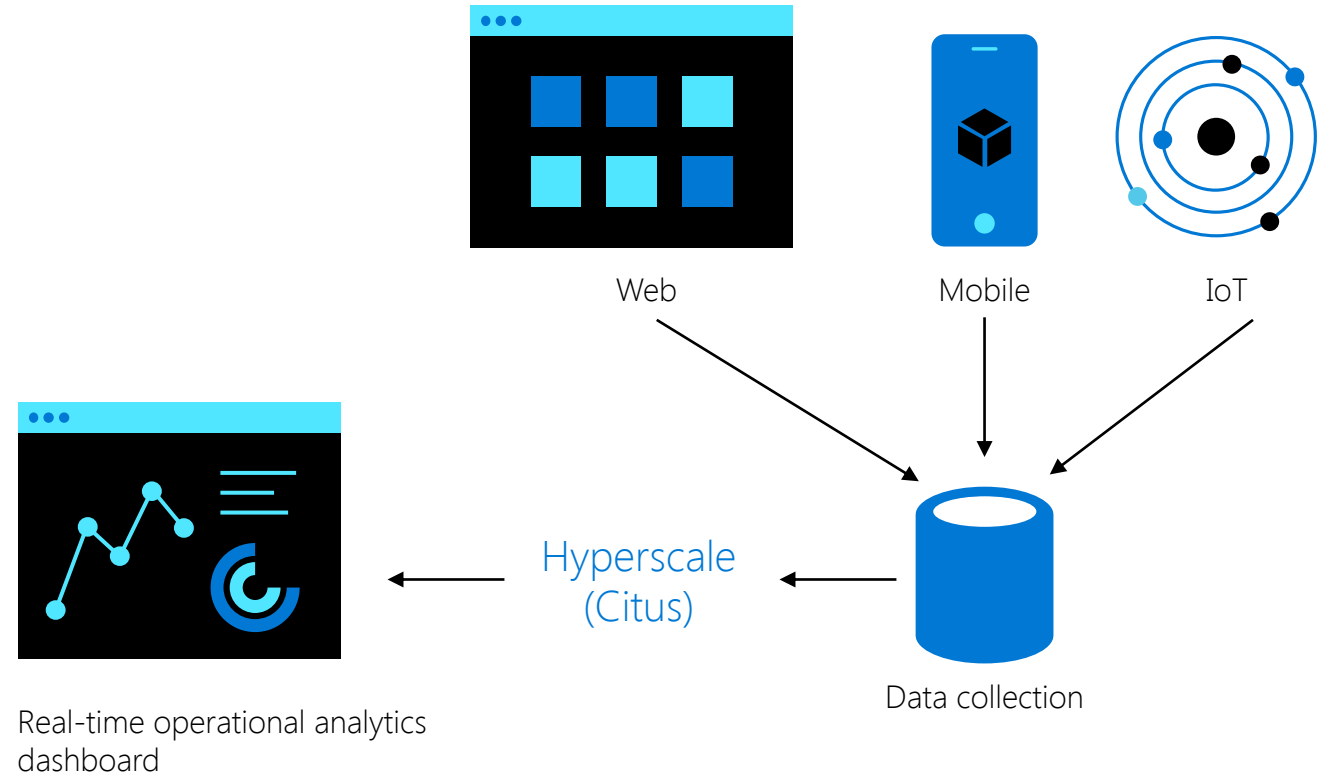 Web
Mobile
IoT
Hyperscale
(Citus)
Data collection
Real-time operational analytics
dashboard